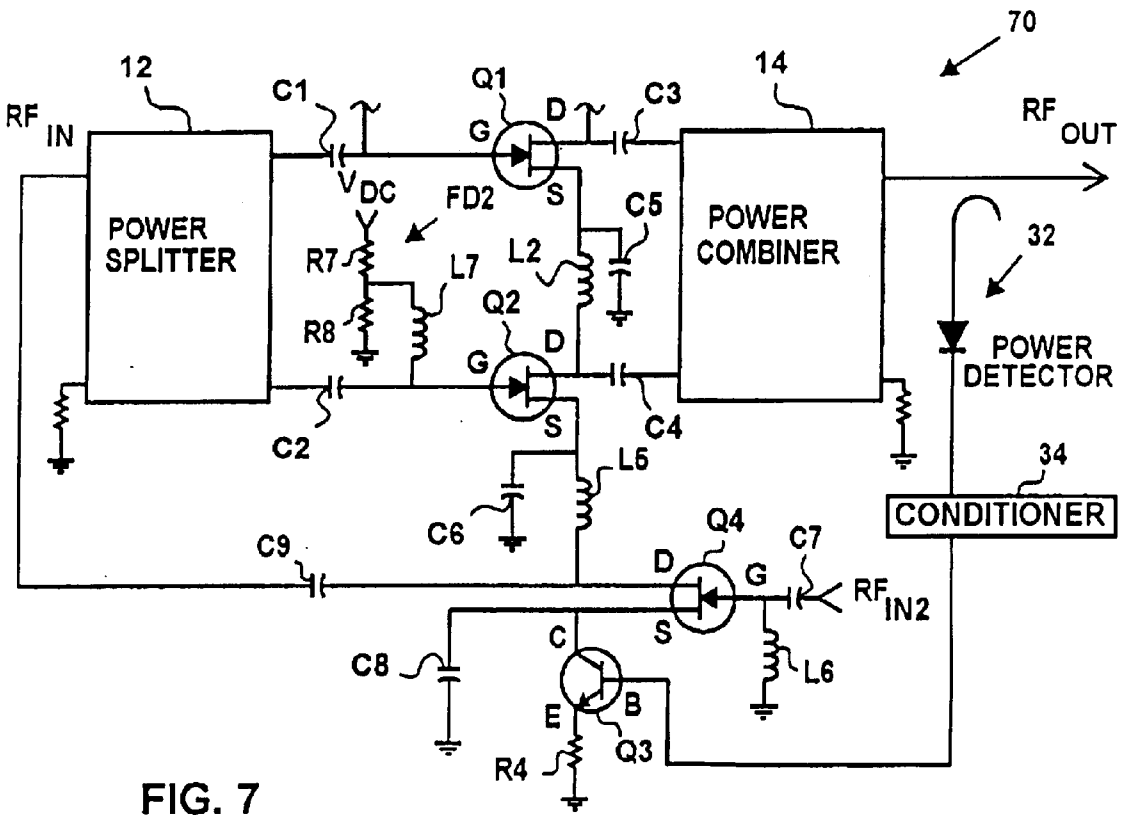 70
12
14
Q1
C1
C3
D
G
RF IN
RF OUT
S
V DC
FD2
C5
POWER SPLITTER
POWER COMBINER
R7
L7
L2
32
R8
Q2
D
G
POWER DETECTOR
S
C2
C4
L5
34
CONDITIONER
C6
Q4
C7
C9
D
G
RF IN2
S
C
C8
L6
B
E
Q3
R4
FIG. 7